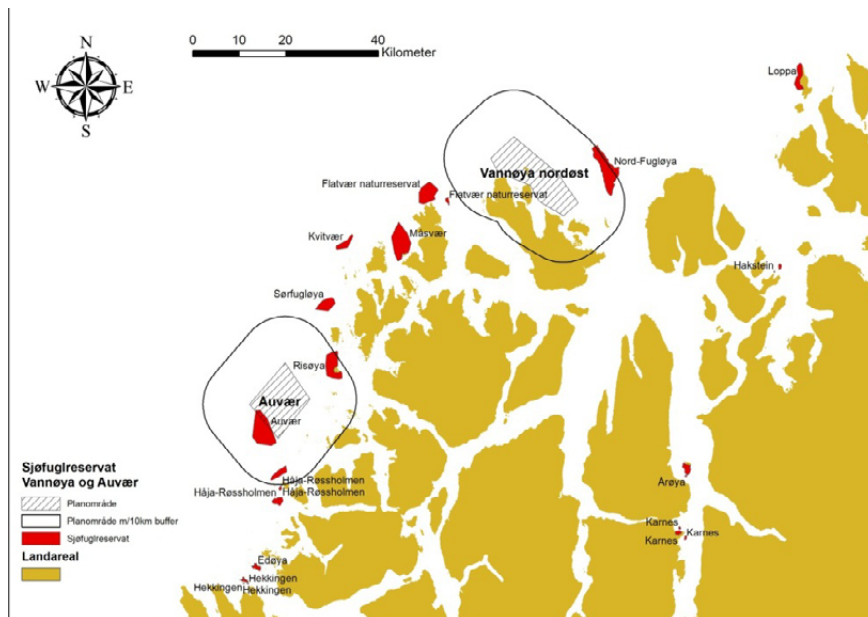 N
W
E
S
0 10 20 40
Kilometer
Loppa
Nord-Fugløya
Vannøya nordøst
Flatvær naturreservat
Flatvær naturreservat
Kvitvær
Måsvær
Hakstein
Sørfugløya
Risøya
Auvær
Auvær
Håja-Røssholmen
Håja-Røssholmen
Håja-Røssholmen
Årøya
Karnes
Karnes
Karnes
Edøya
Hekkingen
Hekkingen
Hekkingen
Sjøfuglreservat
Vannøya og Auvær
Planområde
Planområde m/10km buffer
Sjøfuglreservat
Landareal